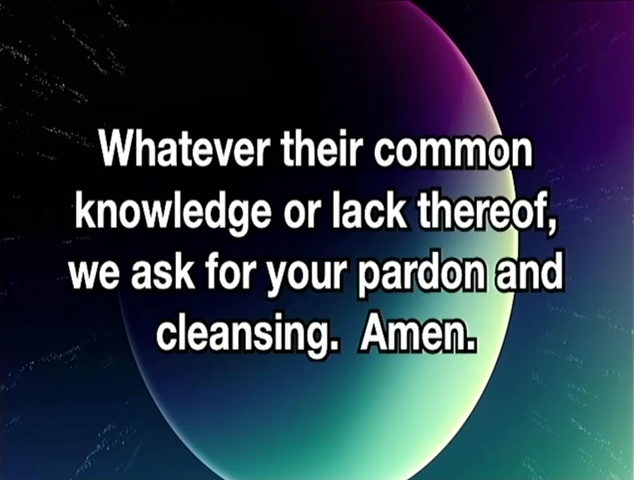 Whatever their common
knowledge or lack thereof,
we ask for your pardon and
cleansing.  Amen.